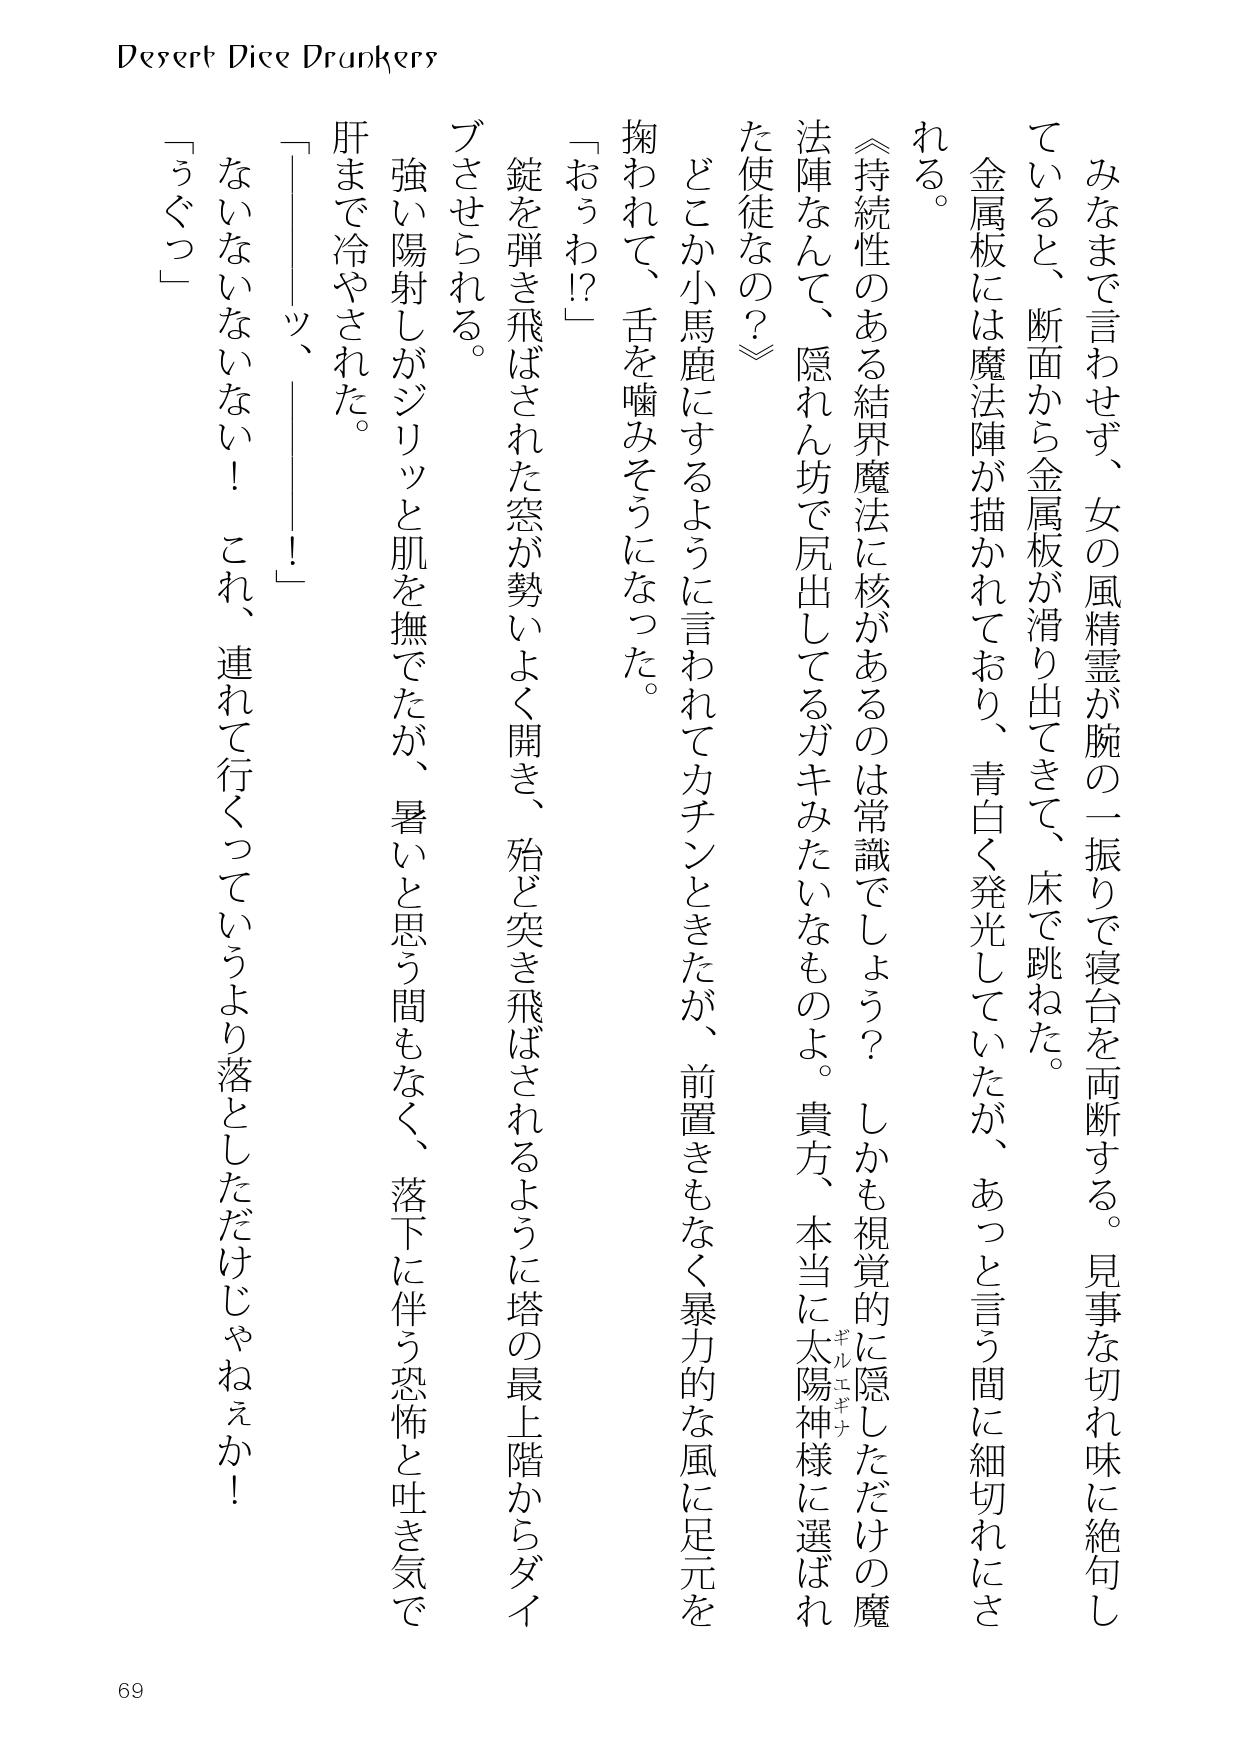 Desert Dice Drunkers
　みなまで言わせず、女の風精霊が腕の一振りで寝台を両断する。見事な切れ味に絶句し
ていると、断面から金属板が滑り出てきて、床で跳ねた。
　金属板には魔法陣が描かれており、青白く発光していたが、あっと言う間に細切れにさ
れる。
《持続性のある結界魔法に核があるのは常識でしょう？　しかも視覚的に隠しただけの魔
法陣なんて、隠れん坊で尻出してるガキみたいなものよ。貴方、本当に太陽神様に選ばれ
ギルエギナ
た使徒なの？》
　どこか小馬鹿にするように言われてカチンときたが、前置きもなく暴力的な風に足元を
掬われて、舌を噛みそうになった。
「おぅわ!?」
　錠を弾き飛ばされた窓が勢いよく開き、殆ど突き飛ばされるように塔の最上階からダイ
ブさせられる。
　強い陽射しがジリッと肌を撫でたが、暑いと思う間もなく、落下に伴う恐怖と吐き気で
肝まで冷やされた。
「――――ッ、――――！」
　ないないないないない！　これ、連れて行くっていうより落としただけじゃねぇか！
「うぐっ」
69